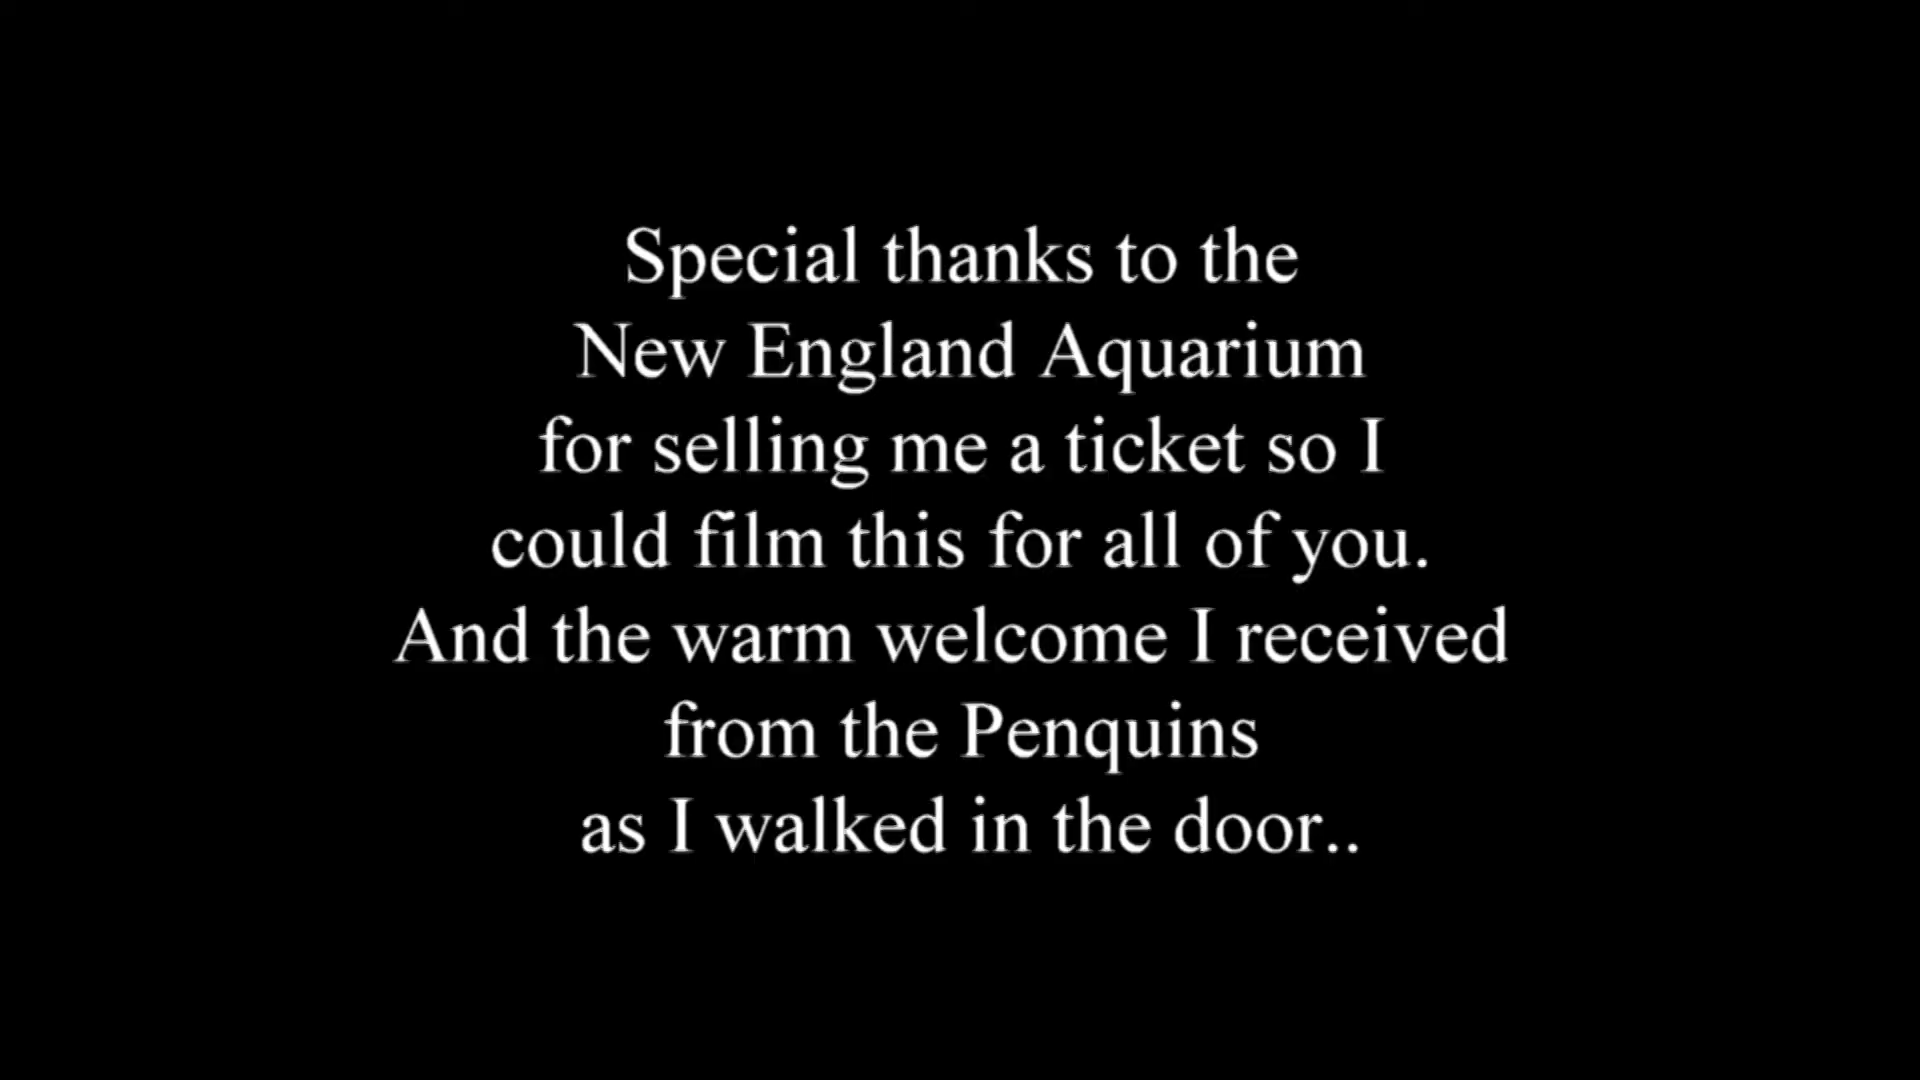 Special thanks to the
New England Aquarium
for selling me a ticket so I
could film this for all of you.
And the warm welcome I received
from the Penquins
as I walked in the door..